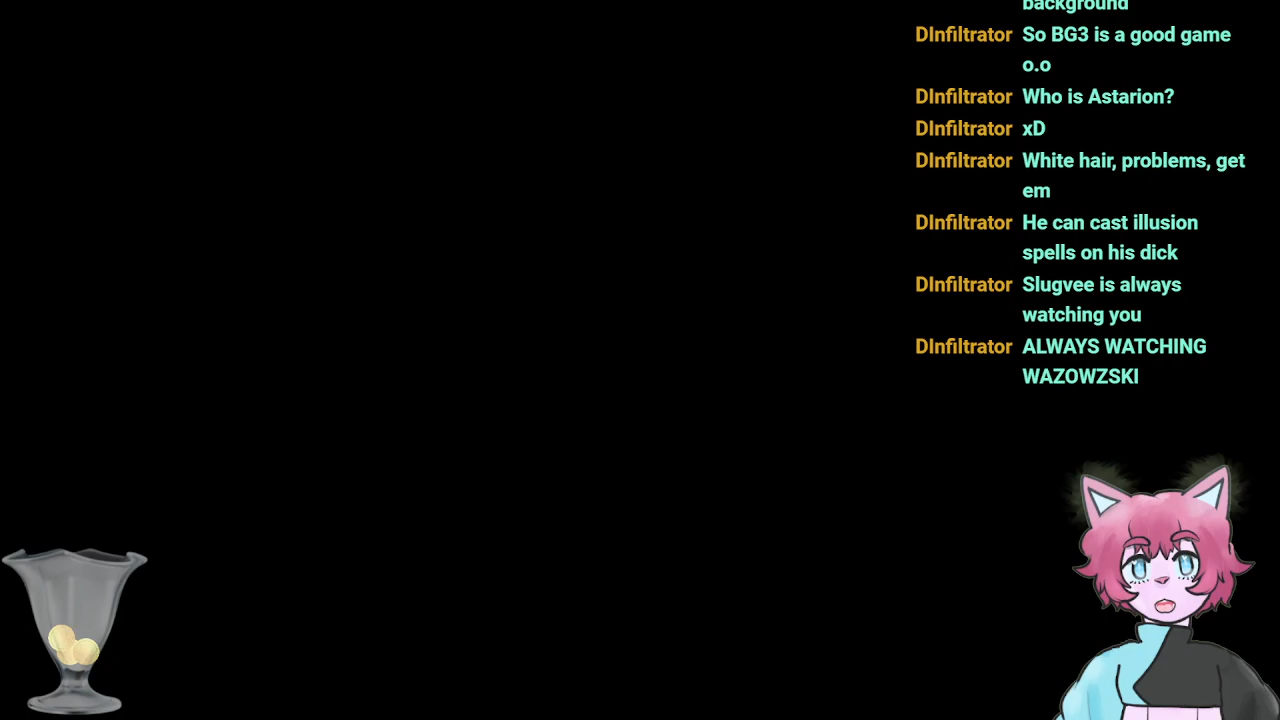 background
DInfiltrator So BG3 is a good game
o.o
DInfiltrator Who is Astarion?
DInfiltrator xD
DInfiltrator White hair, problems, get
em
DInfiltrator He can cast illusion
spells on his dick
DInfiltrator Slugvee is always
watching you
DInfiltrator ALWAYS WATCHING
WAZOWZSKI